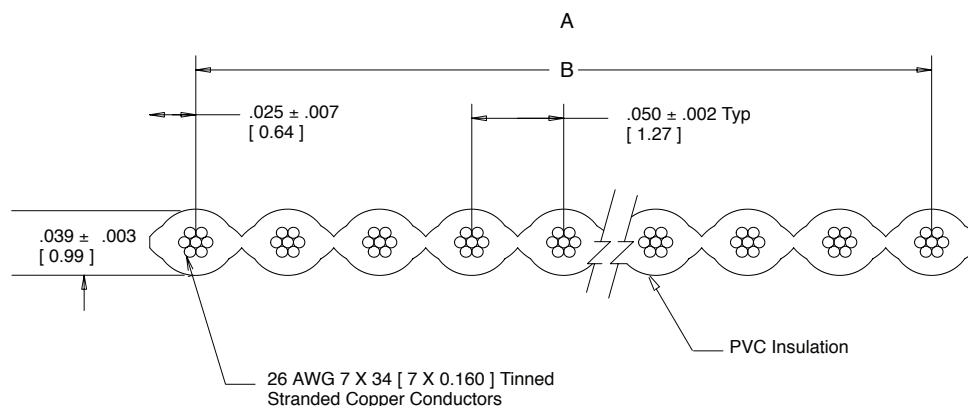 A
B
.025 ± .007
[ 0.64 ]
.050 ± .002 Typ
[ 1.27 ]
.039 ± .003
[ 0.99 ]
PVC Insulation
26 AWG 7 X 34 [ 7 X 0.160 ] Tinned
Stranded Copper Conductors